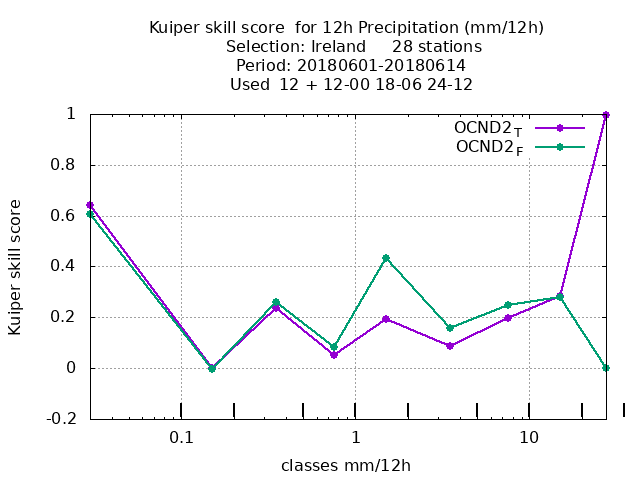 Kuiper skill score  for 12h Precipitation (mm/12h)
Selection: Ireland     28 stations
Period: 20180601-20180614
Used  12 + 12-00 18-06 24-12
OCND2T
OCND2F
1
0.8
0.6
0.4
0.2
0
-0.2
Kuiper skill score
0.1 1 10
classes mm/12h